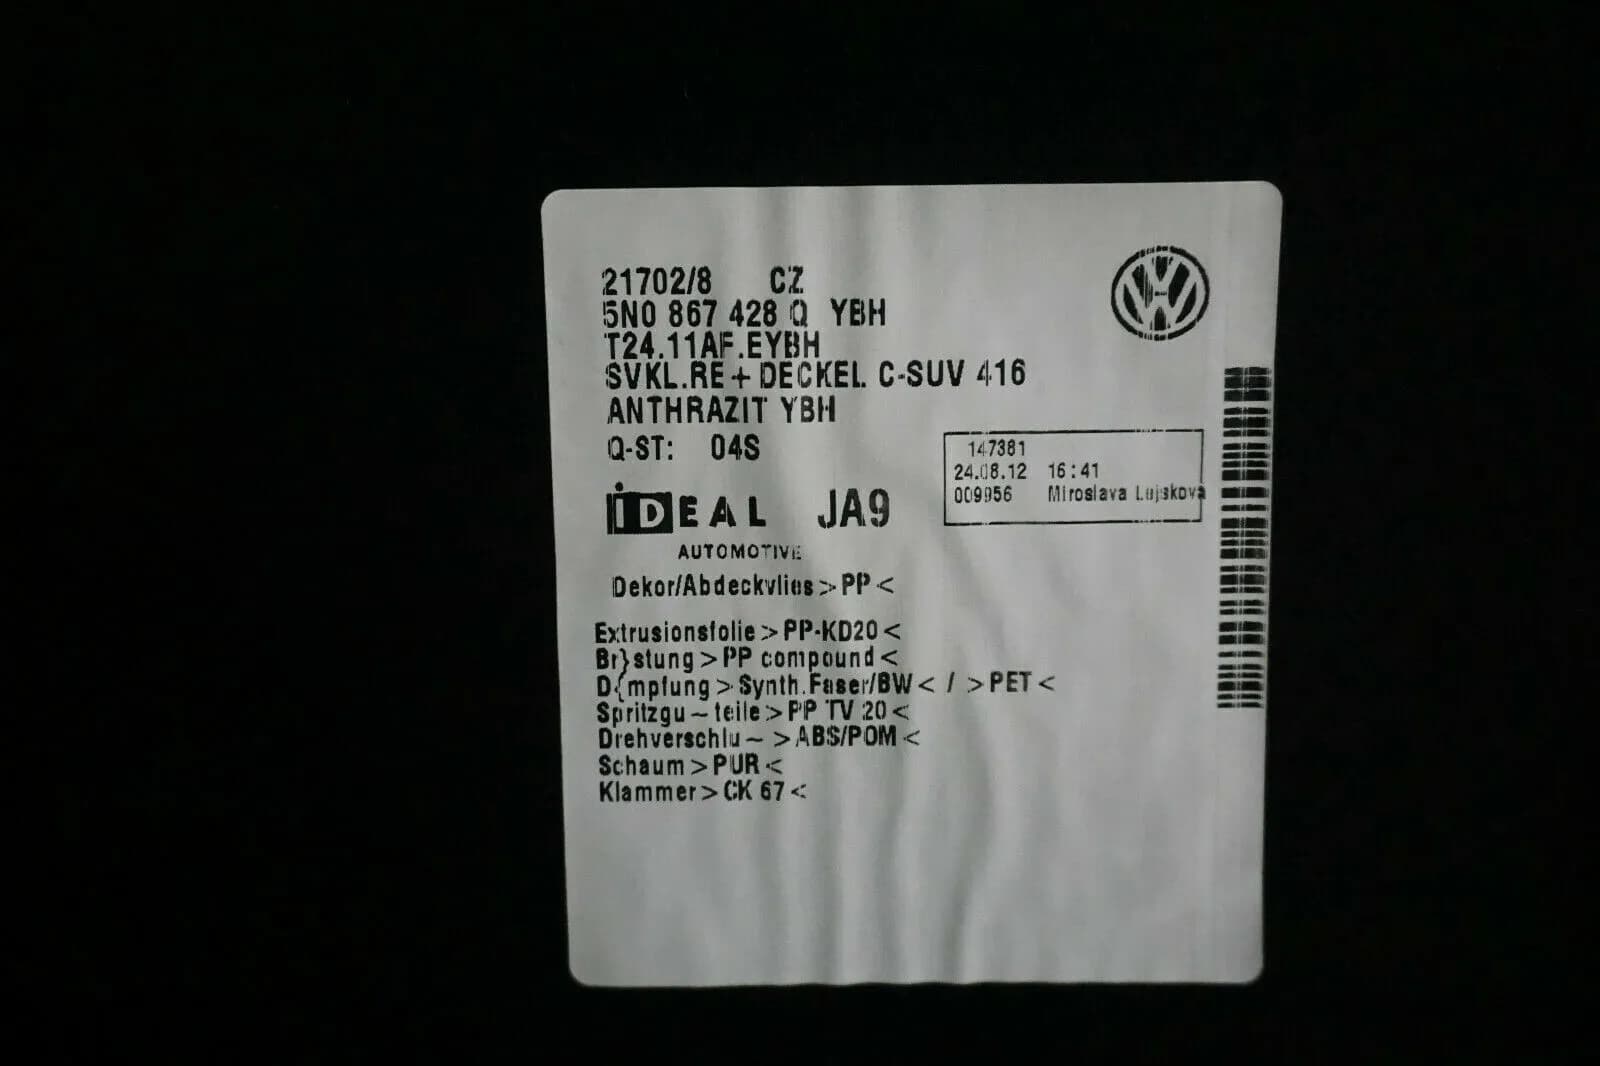 21702/8 CZ
5N0 867 428 Q YBH
T24.11AF.EYBH
SVKL.RE+DECKEL C-SUV 416
ANTHRAZIT YBH
Q-ST: 04S
147381
24.08.12 16:41
009956 Miroslava Lujskova
iDEAL JA9
AUTOMOTIVE
Dekor/Abdeckvlies>PP<
Extrusionsfolie>PP-KD20<
Br}stung>PP compound<
D{mpfung>Synth.Faser/BW< / >PET<
Spritzgu~teile>PP TV 20<
Drehverschlu~ >ABS/POM<
Schaum>PUR<
Klammer>CK 67<